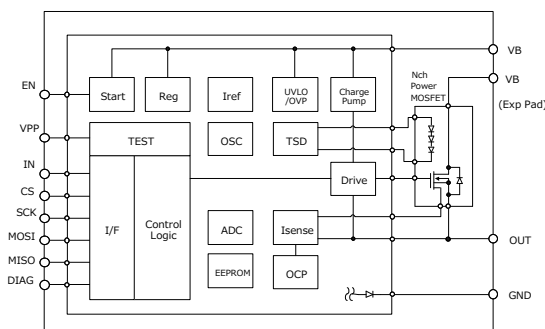 VB
VB
(Exp Pad)
Nch
Power
MOSFET
EN
Start
Reg
Iref
UVLO
/OVP
Charge
Pump
VPP
TEST
OSC
TSD
IN
CS
SCK
MOSI
MISO
DIAG
I/F
Control
Logic
Drive
ADC
Isense
EEPROM
OCP
OUT
GND